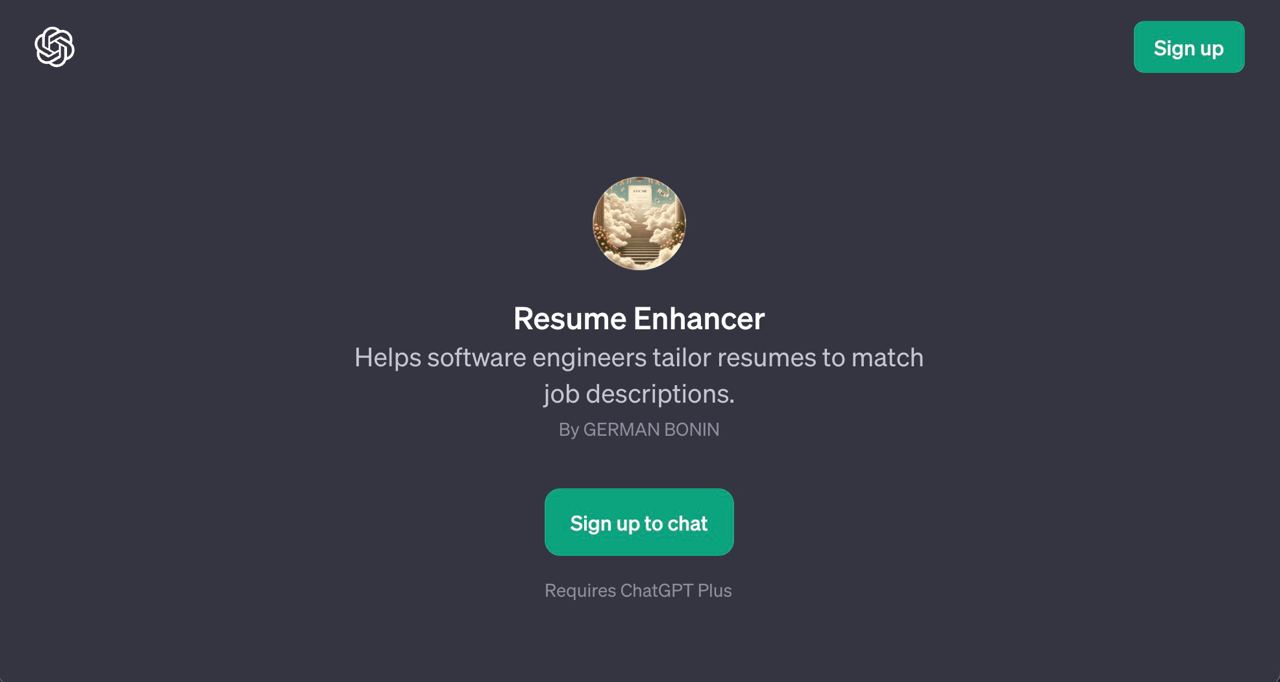 Sign up
Resume Enhancer
Helps software engineers tailor resumes to match
job descriptions.
By GERMAN BONIN
Sign up to chat
Requires ChatGPT Plus